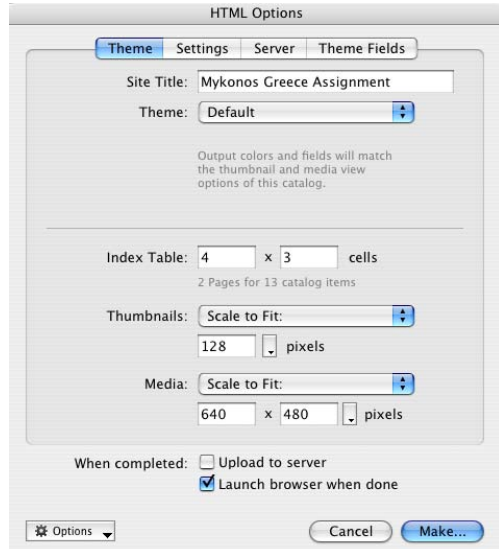 HTML Options
Theme Settings Server Theme Fields
Site Title: Mykonos Greece Assignment
Theme: Default
Output colors and fields will match
the thumbnail and media view
options of this catalog.
Index Table: 4 x 3 cells
2 Pages for 13 catalog items
Thumbnails: Scale to Fit:
128 pixels
Media: Scale to Fit:
640 x 480 pixels
When completed: Upload to server
Launch browser when done
Options Cancel Make...